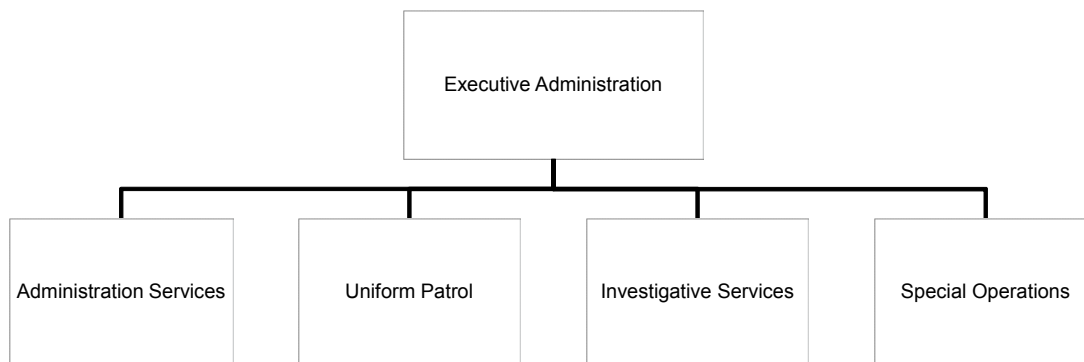 Executive Administration
Administration Services
Uniform Patrol
Investigative Services
Special Operations